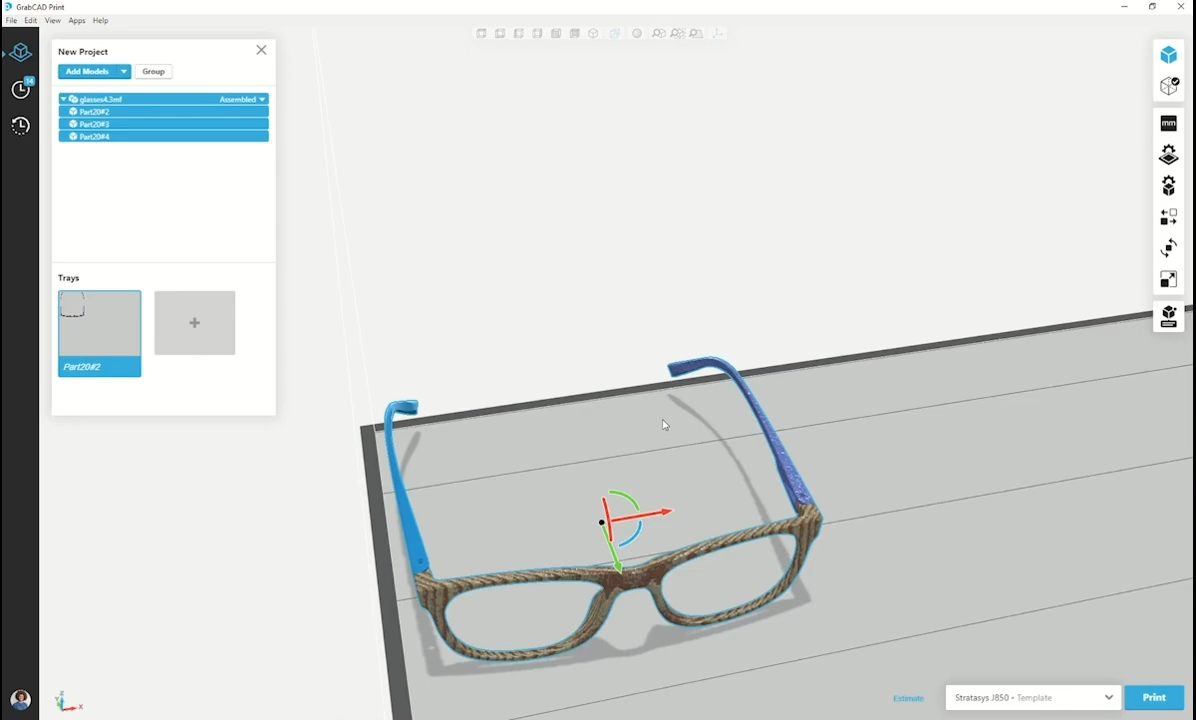 GrabCAD Print
File Edit View Apps Help
New Project
Add Models Group
14
glasses4.3mf Assembled
Part20#2
Part20#3
Part20#4
mm
Trays
+
Part20#2
Z
Y
X
Estimate Stratasys J850 • Template Print